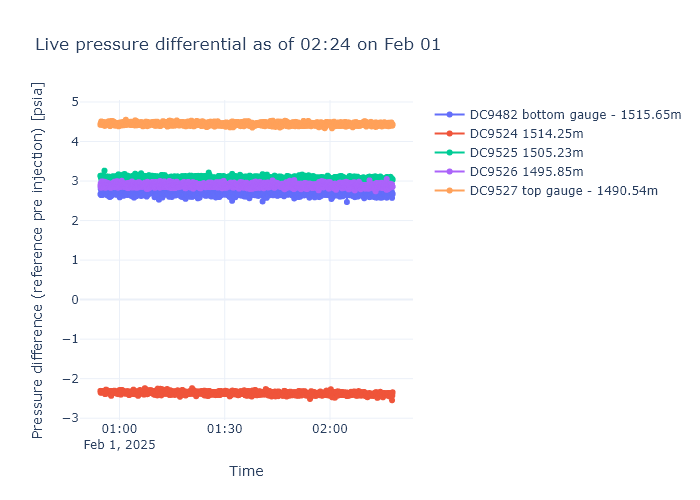 Live pressure differential as of 02:24 on Feb 01
Pressure difference (reference pre injection) [psia]
5
4
3
2
1
0
−1
−2
−3
01:00
Feb 1, 2025
01:30
02:00
Time
DC9482 bottom gauge - 1515.65m
DC9524 1514.25m
DC9525 1505.23m
DC9526 1495.85m
DC9527 top gauge - 1490.54m